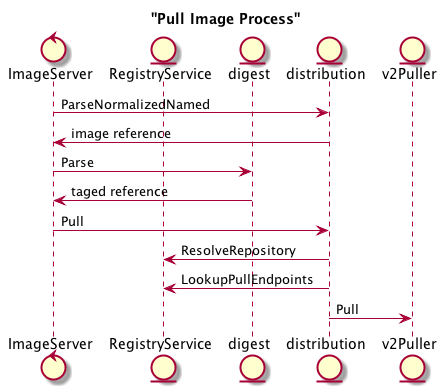 "Pull Image Process"
ImageServer RegistryService digest distribution v2Puller
ParseNormalizedNamed
image reference
Parse
taged reference
Pull
ResolveRepository
LookupPullEndpoints
Pull
ImageServer RegistryService digest distribution v2Puller